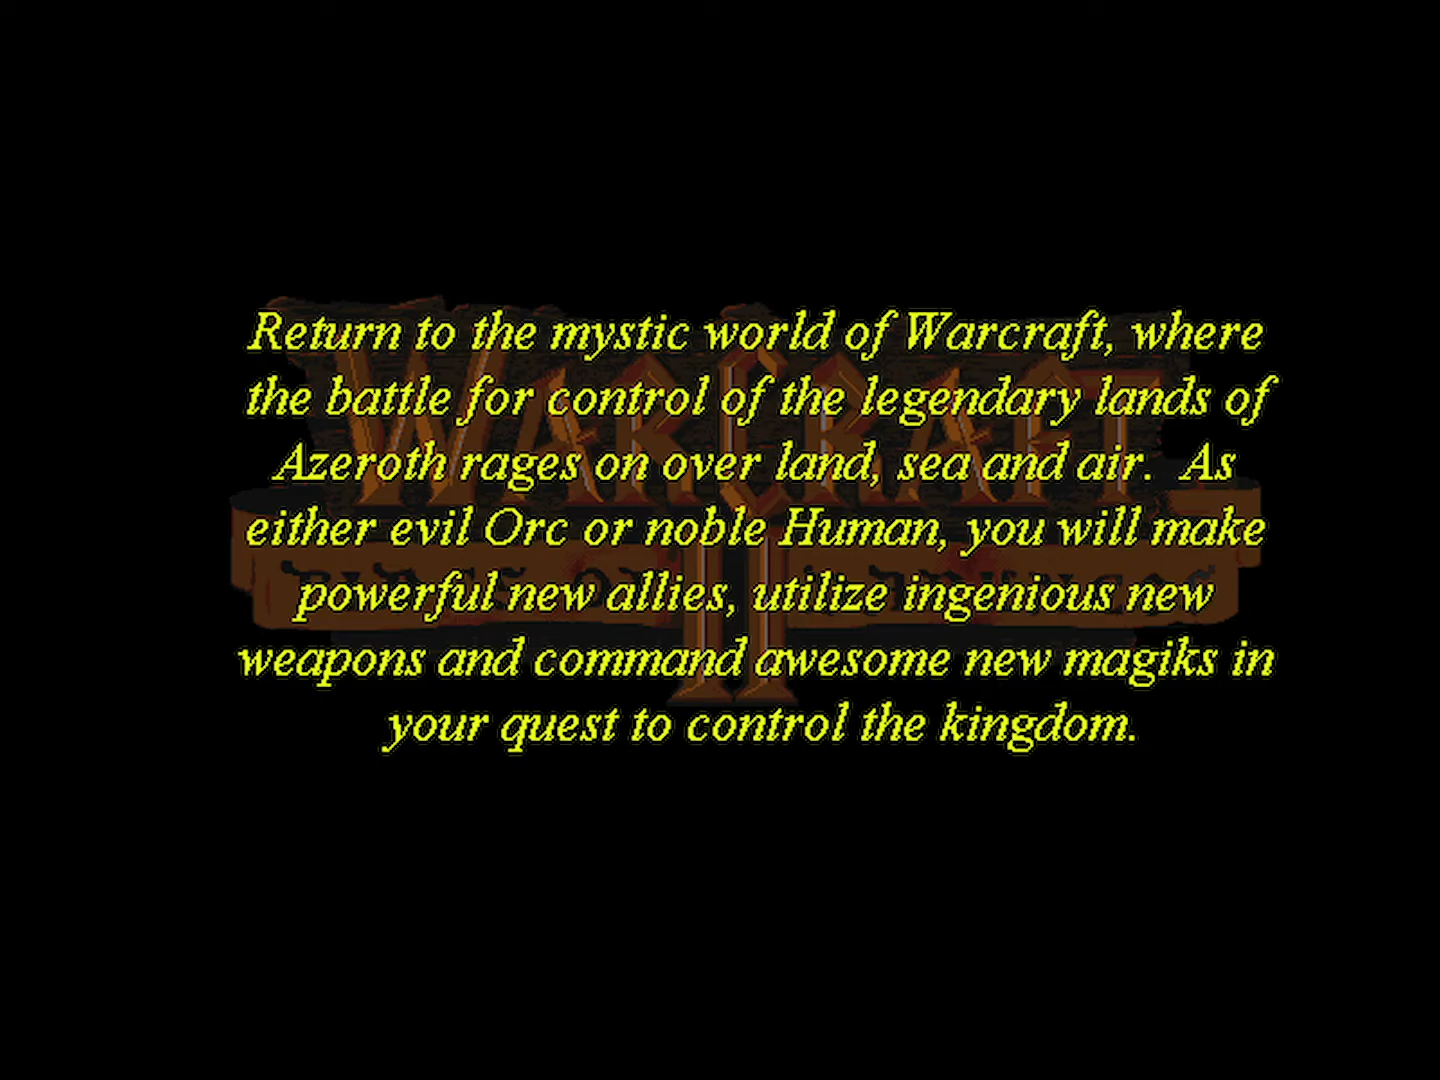 Return to the mystic world of Warcraft, where
the battle for control of the legendary lands of
Azeroth rages on over land, sea and air.  As
either evil Orc or noble Human, you will make
powerful new allies, utilize ingenious new
weapons and command awesome new magiks in
your quest to control the kingdom.
WARCRAFT
II